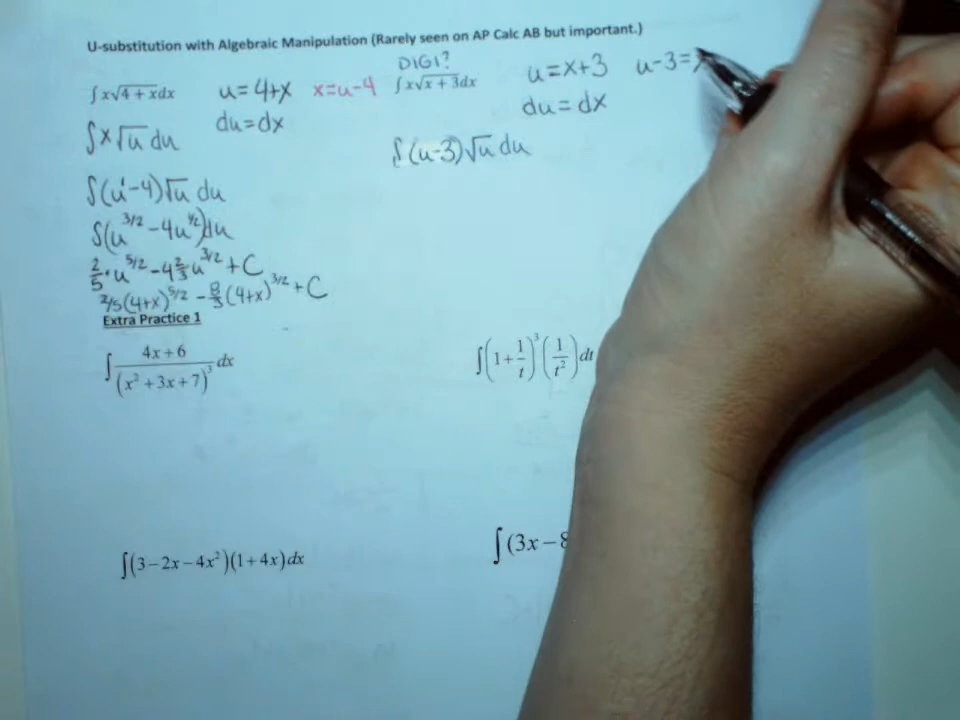 U-substitution with Algebraic Manipulation (Rarely seen on AP Calc AB but important.)
∫x√(4+x)dx
u=4+x x=u-4
du=dx
∫x√u du
∫(u¹-4)√u du
∫(u^3/2 -4u^1/2)du
2/5·u^5/2 -4 2/3 u^3/2 +C
2/5(4+x)^5/2 - 8/3(4+x)^3/2 + C
DIGI?
∫x√(x+3)dx
u=x+3 u-3=x
du=dx
∫(u-3)√u du
Extra Practice 1
∫ (4x+6)/(x²+3x+7)³ dx
∫(1+1/t)³(1/t²)dt
∫(3-2x-4x²)(1+4x)dx
∫(3x-8